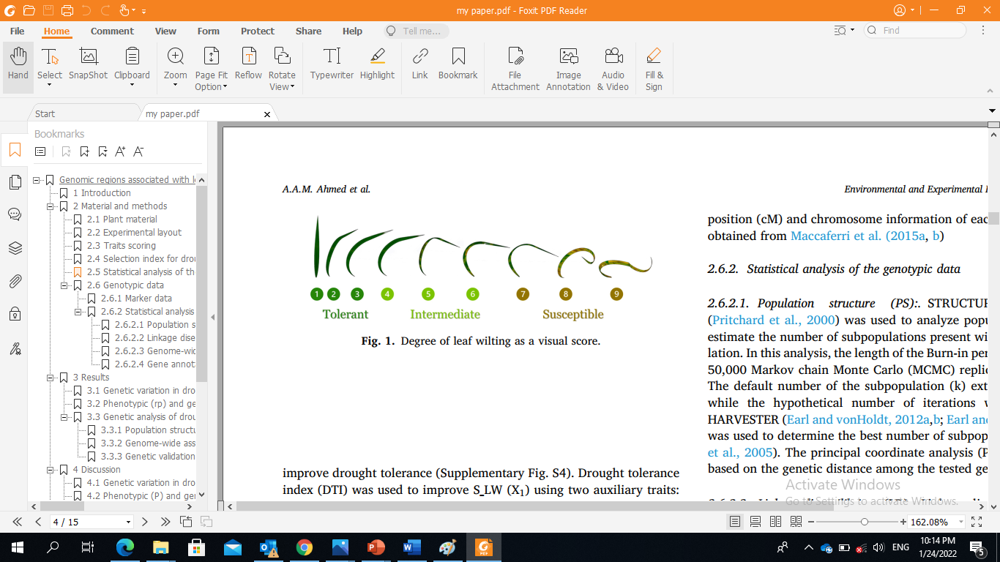 my paper.pdf - Foxit PDF Reader
File Home Comment View Form Protect Share Help Tell me... Find
Hand Select SnapShot Clipboard Zoom Page Fit Option Reflow Rotate View Typewriter Highlight Link Bookmark File Attachment Image Annotation Audio & Video Fill & Sign
Start my paper.pdf
Bookmarks
Genomic regions associated with l
1 Introduction
2 Material and methods
2.1 Plant material
2.2 Experimental layout
2.3 Traits scoring
2.4 Selection index for drou
2.5 Statistical analysis of th
2.6 Genotypic data
2.6.1 Marker data
2.6.2 Statistical analysis
2.6.2.1 Population s
2.6.2.2 Linkage dise
2.6.2.3 Genome-wid
2.6.2.4 Gene annot
3 Results
3.1 Genetic variation in dro
3.2 Phenotypic (rp) and ge
3.3 Genetic analysis of drou
3.3.1 Population structu
3.3.2 Genome-wide ass
3.3.3 Genetic validation
4 Discussion
4.1 Genetic variation in dro
4.2 Phenotypic (P) and ger
A.A.M. Ahmed et al.
1 2 3 4 5 6 7 8 9
Tolerant Intermediate Susceptible
Fig. 1. Degree of leaf wilting as a visual score.
improve drought tolerance (Supplementary Fig. S4). Drought tolerance
index (DTI) was used to improve S_LW (X1) using two auxiliary traits:
Environmental and Experimental
position (cM) and chromosome information of eac
obtained from Maccaferri et al. (2015a, b)
2.6.2. Statistical analysis of the genotypic data
2.6.2.1. Population structure (PS):. STRUCTUR
(Pritchard et al., 2000) was used to analyze popu
estimate the number of subpopulations present wi
lation. In this analysis, the length of the Burn-in per
50,000 Markov chain Monte Carlo (MCMC) replic
The default number of the subpopulation (k) ext
while the hypothetical number of iterations w
HARVESTER (Earl and vonHoldt, 2012a,b; Earl and
was used to determine the best number of subpop
et al., 2005). The principal coordinate analysis (P
based on the genetic distance among the tested ge
Activate Windows
Go to Settings to activate Windows.
4 / 15
162.08%
ENG
10:14 PM
1/24/2022
5